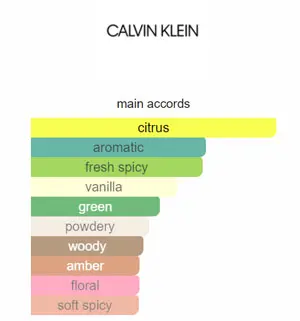 CALVIN KLEIN
main accords
citrus
aromatic
fresh spicy
vanilla
green
powdery
woody
amber
floral
soft spicy